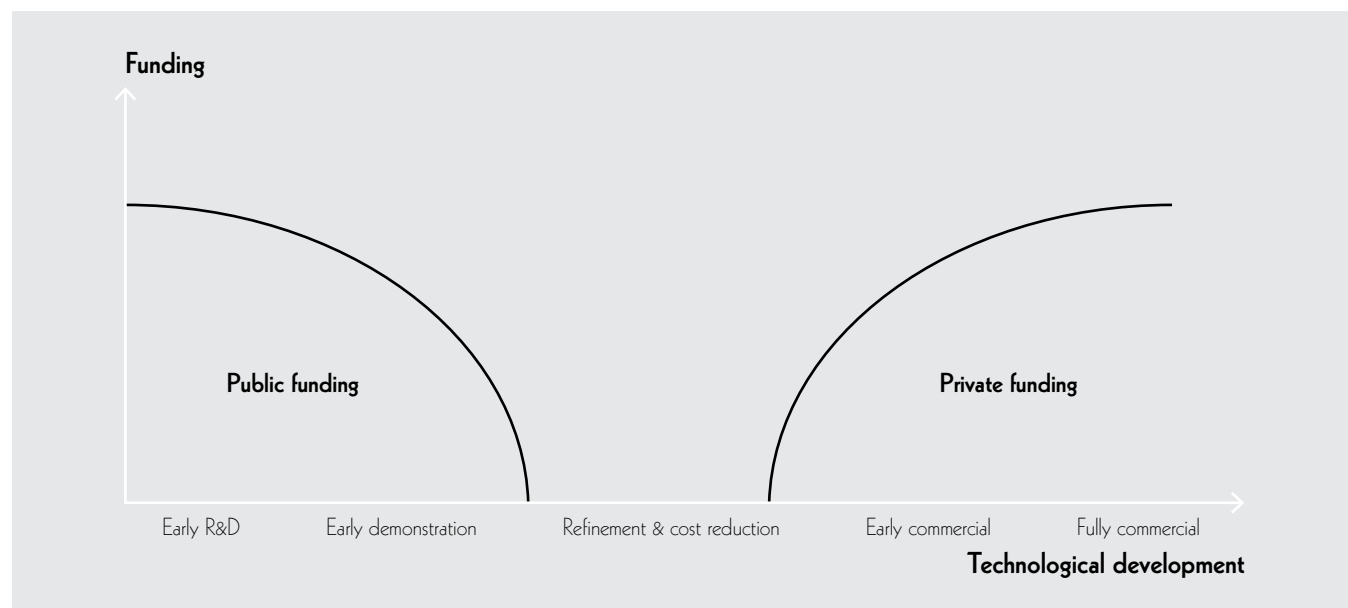 Funding
Public funding
Private funding
Early R&D
Early demonstration
Refinement & cost reduction
Early commercial
Fully commercial
Technological development